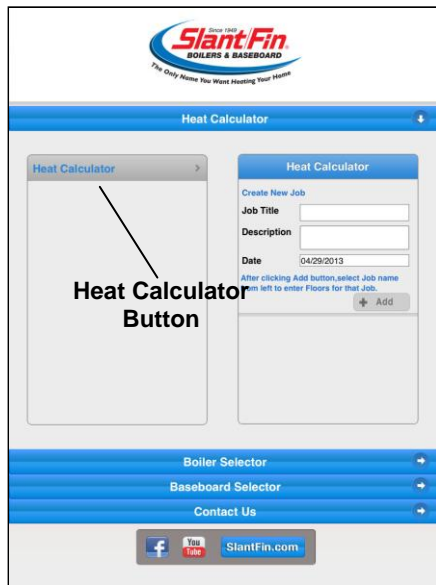 Since 1949
Slant/Fin
BOILERS & BASEBOARD
The Only Name You Want Heating Your Home
Heat Calculator
Heat Calculator
Heat Calculator
Create New Job
Job Title
Description
Date 04/29/2013
After clicking Add button,select Job name
from left to enter Floors for that Job.
Add
Heat Calculator
Button
Boiler Selector
Baseboard Selector
Contact Us
f
You
Tube
SlantFin.com